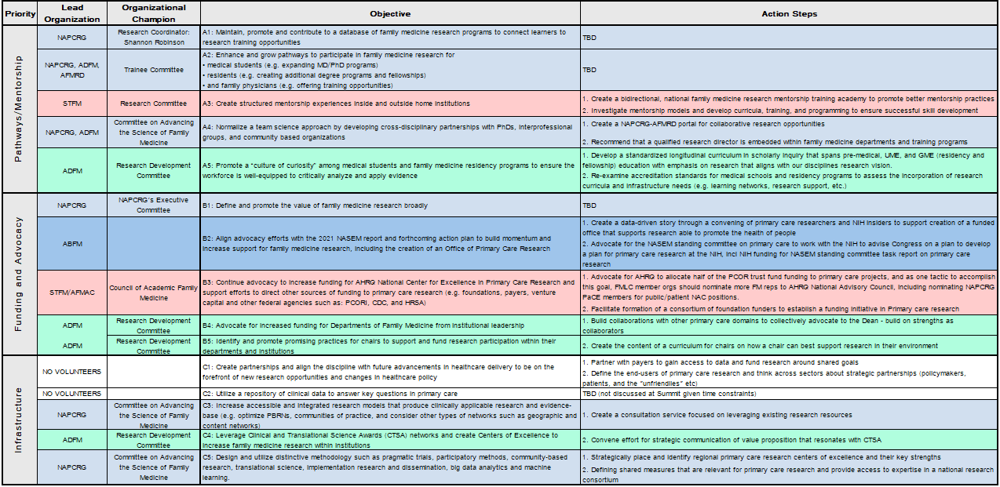 Priority
Lead
Organization
Organizational
Champion
Objective
Action Steps
Pathways/Mentorship
NAPCRG
Research Coordinator:
Shannon Robinson
A1: Maintain, promote and contribute to a database of family medicine research programs to connect learners to
research training opportunities
TBD
NAPCRG, ADFM,
AFMRD
Trainee Committee
A2: Enhance and grow pathways to participate in family medicine research for
• medical students (e.g. expanding MD/PhD programs)
• residents (e.g. creating additional degree programs and fellowships)
• and family physicians (e.g. offering training opportunities)
TBD
STFM
Research Committee
A3: Create structured mentorship experiences inside and outside home institutions
1. Create a bidirectional, national family medicine research mentorship training academy to promote better mentorship practices
2. Investigate mentorship models and develop curricula, training, and programming to ensure successful skill development
NAPCRG, ADFM
Committee on Advancing
the Science of Family
Medicine
A4: Normalize a team science approach by developing cross-disciplinary partnerships with PhDs, interprofessional
groups, and community based organizations
1. Create a NAPCRG-AFMRD portal for collaborative research opportunities
2. Recommend that a qualified research director is embedded within family medicine departments and training programs
ADFM
Research Development
Committee
A5: Promote a “culture of curiosity” among medical students and family medicine residency programs to ensure the
workforce is well-equipped to critically analyze and apply evidence
1. Develop a standardized longitudinal curriculum in scholarly inquiry that spans pre-medical, UME, and GME (residency and
fellowship) education with emphasis on research that aligns with our disciplines research vision.
2. Re-examine accreditation standards for medical schools and residency programs to assess the incorporation of research
curricula and infrastructure needs (e.g. learning networks, research support, etc.)
Funding and Advocacy
NAPCRG
NAPCRG's Executive
Committee
B1: Define and promote the value of family medicine research broadly
TBD
ABFM
B2: Align advocacy efforts with the 2021 NASEM report and forthcoming action plan to build momentum and
increase support for family medicine research, including the creation of an Office of Primary Care Research
1. Create a data-driven story through a convening of primary care researchers and NIH insiders to support creation of a funded
office that supports research able to promote the health of people
2. Advocate for the NASEM standing committee on primary care to work with the NIH to advise Congress on a plan to develop
a plan for primary care research at the NIH, incl NIH funding for NASEM standing committee task report on primary care
research
STFM/AFMAC
Council of Academic Family
Medicine
B3: Continue advocacy to increase funding for AHRQ National Center for Excellence in Primary Care Research and
support efforts to direct other sources of funding to primary care research (e.g. foundations, payers, venture
capital and other federal agencies such as: PCORI, CDC, and HRSA)
1. Advocate for AHRQ to allocate half of the PCOR trust fund funding to primary care projects, and as one tactic to accomplish
this goal, FMLC member orgs should nominate more FM reps to AHRQ National Advisory Council, including nominating NAPCRG
PaCE members for public/patient NAC positions.
2. Facilitate formation of a consortium of foundation funders to establish a funding initiative in Primary care research
ADFM
Research Development
Committee
B4: Advocate for increased funding for Departments of Family Medicine from institutional leadership
1. Build collaborations with other primary care domains to collectively advocate to the Dean - build on strengths as
collaborators
ADFM
Research Development
Committee
B5: Identify and promote promising practices for chairs to support and fund research participation within their
departments and institutions
2. Create the content of a curriculum for chairs on how a chair can best support research in their environment
Infrastructure
NO VOLUNTEERS
C1: Create partnerships and align the discipline with future advancements in healthcare delivery to be on the
forefront of new research opportunities and changes in healthcare policy
1. Partner with payers to gain access to data and fund research around shared goals
2. Define the end-users of primary care research and think across sectors about strategic partnerships (policymakers,
patients, and the “unfriendlies” etc)
NO VOLUNTEERS
C2: Utilize a repository of clinical data to answer key questions in primary care
TBD (not discussed at Summit given time constraints)
NAPCRG
Committee on Advancing
the Science of Family
Medicine
C3: Increase accessible and integrated research models that produce clinically applicable research and evidence-
base (e.g. optimize PBRNs, communities of practice, and consider other types of networks such as geographic and
content networks)
1. Create a consultation service focused on leveraging existing research resources
ADFM
Research Development
Committee
C4: Leverage Clinical and Translational Science Awards (CTSA) networks and create Centers of Excellence to
increase family medicine research within institutions
2. Convene effort for strategic communication of value proposition that resonates with CTSA
NAPCRG
Committee on Advancing
the Science of Family
Medicine
C5: Design and utilize distinctive methodology such as pragmatic trials, participatory methods, community-based
research, translational science, implementation research and dissemination, big data analytics and machine
learning.
1. Strategically place and identify regional primary care research centers of excellence and their key strengths
2. Defining shared measures that are relevant for primary care research and provide access to expertise in a national research
consortium